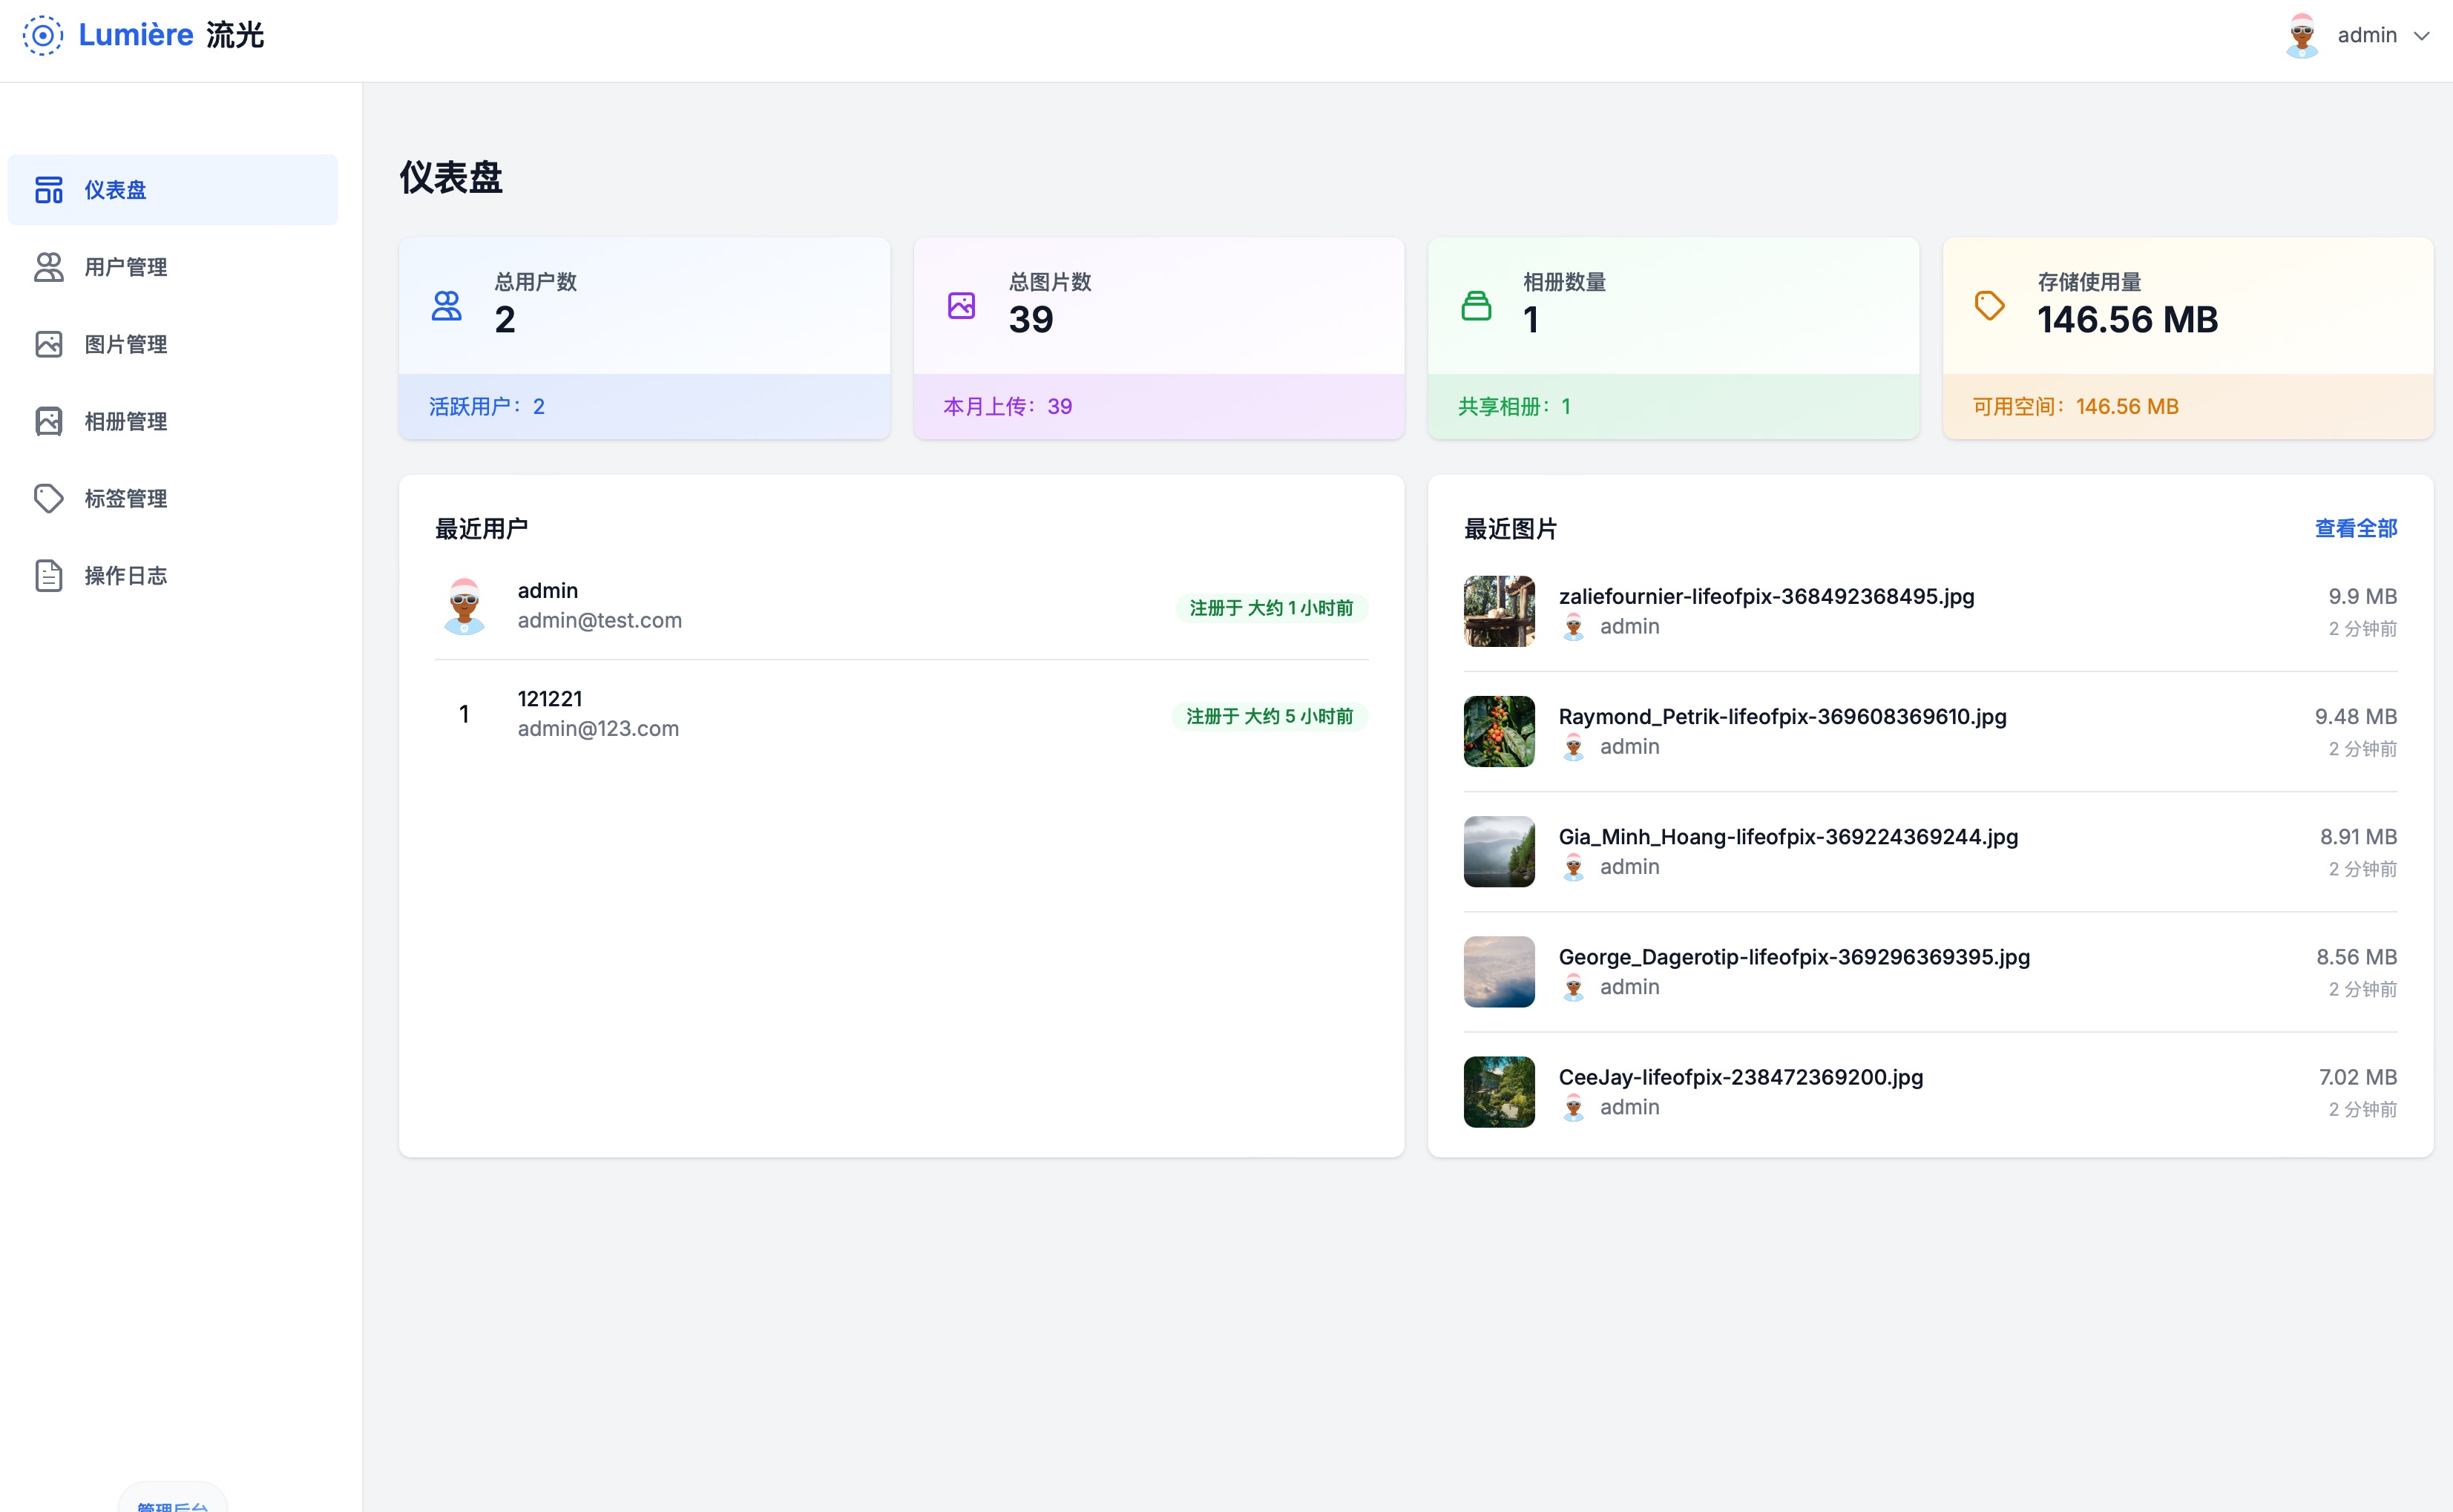 Lumière 流光
admin
仪表盘
用户管理
图片管理
相册管理
标签管理
操作日志
管理后台
仪表盘
总用户数
2
活跃用户：2
总图片数
39
本月上传：39
相册数量
1
共享相册：1
存储使用量
146.56 MB
可用空间：146.56 MB
最近用户
admin
admin@test.com
注册于 大约 1 小时前
1
121221
admin@123.com
注册于 大约 5 小时前
最近图片
查看全部
zaliefournier-lifeofpix-368492368495.jpg
admin
9.9 MB
2 分钟前
Raymond_Petrik-lifeofpix-369608369610.jpg
admin
9.48 MB
2 分钟前
Gia_Minh_Hoang-lifeofpix-369224369244.jpg
admin
8.91 MB
2 分钟前
George_Dagerotip-lifeofpix-369296369395.jpg
admin
8.56 MB
2 分钟前
CeeJay-lifeofpix-238472369200.jpg
admin
7.02 MB
2 分钟前